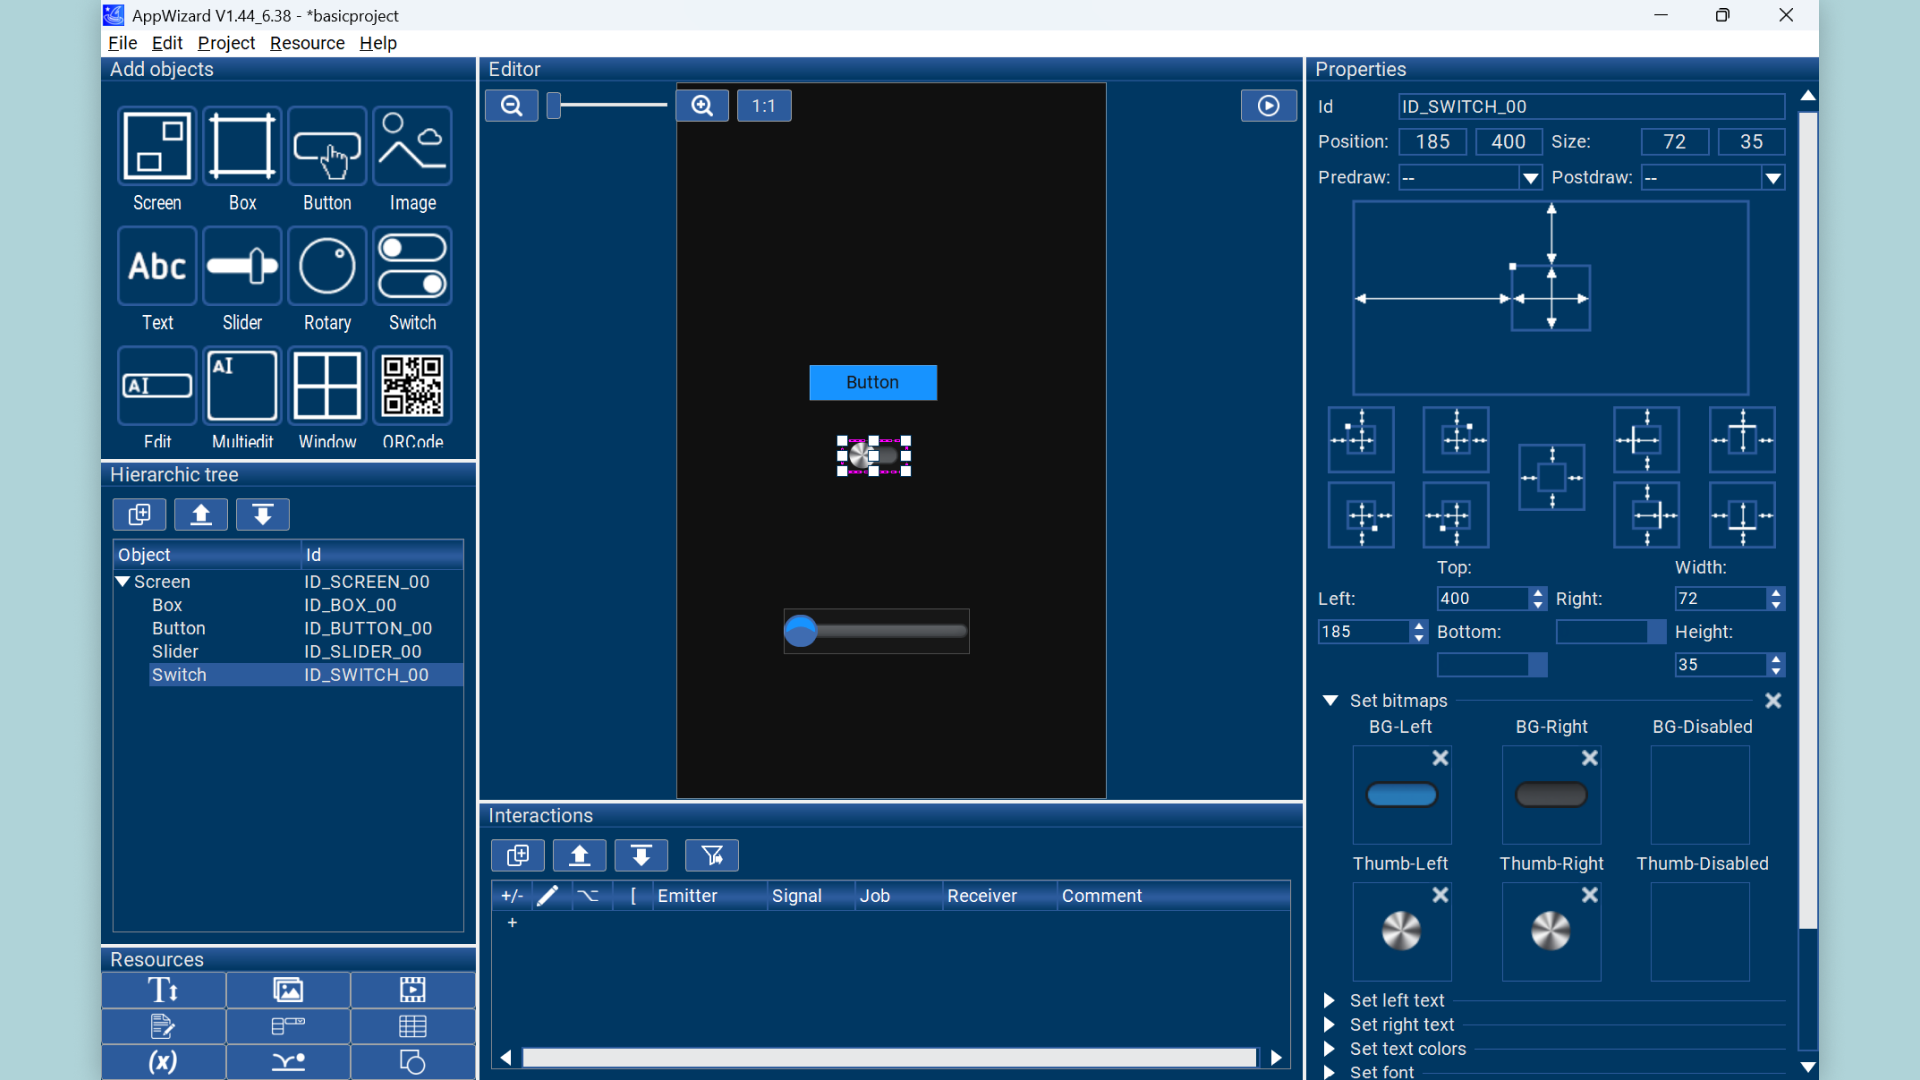 AppWizard V1.44_6.38 - *basicproject
File Edit Project Resource Help
Add objects
Screen Box Button Image
Abc
Text Slider Rotary Switch
AI AI
Edit Multiedit Window QRCode
Hierarchic tree
Object Id
Screen ID_SCREEN_00
Box ID_BOX_00
Button ID_BUTTON_00
Slider ID_SLIDER_00
Switch ID_SWITCH_00
Resources
T
(x)
Editor
1:1
Button
Interactions
+/- [ Emitter Signal Job Receiver Comment
+
Properties
Id ID_SWITCH_00
Position: 185 400 Size: 72 35
Predraw: -- Postdraw: --
Top: Width:
Left: 400 Right: 72
185 Bottom: Height:
35
Set bitmaps
BG-Left BG-Right BG-Disabled
Thumb-Left Thumb-Right Thumb-Disabled
Set left text
Set right text
Set text colors
Set font